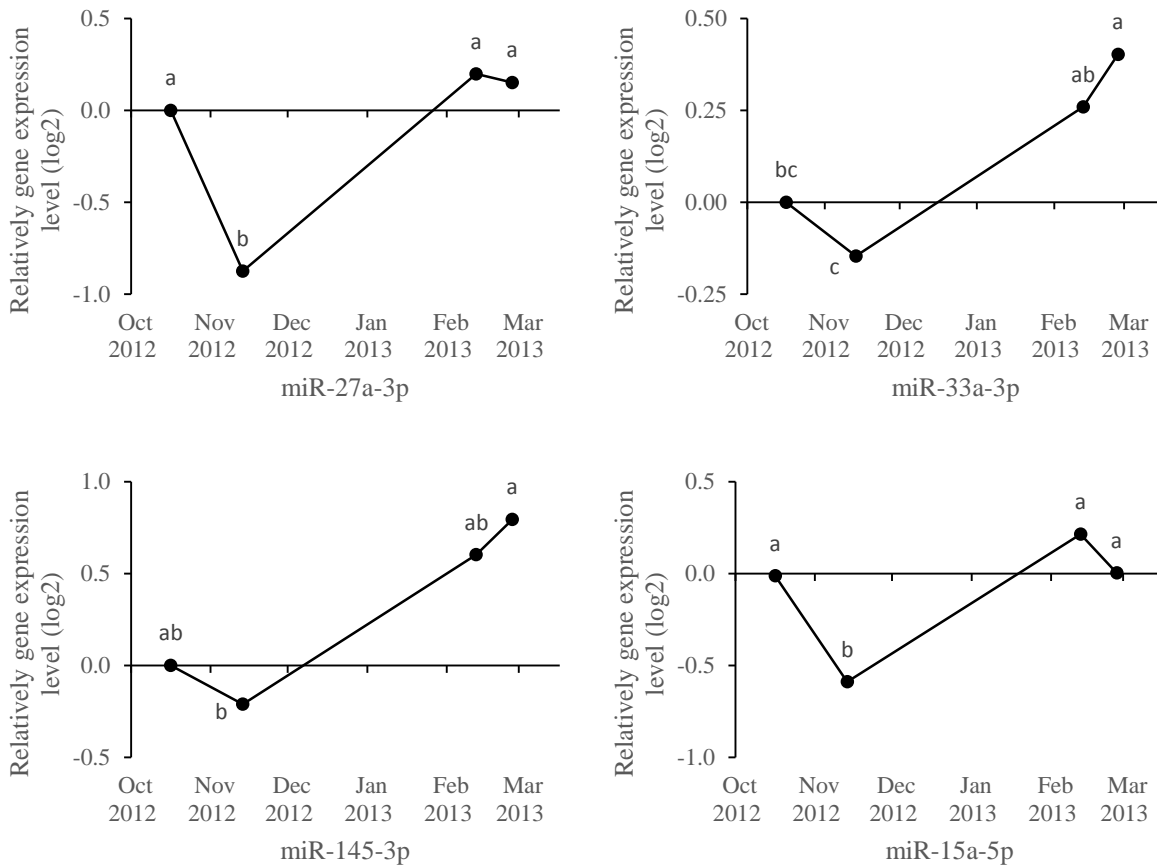 Relatively gene expression
level (log2)
0.5
0.0
-0.5
-1.0
a
b
a
a
Oct Nov Dec Jan Feb Mar
2012 2012 2012 2013 2013 2013
miR-27a-3p
Relatively gene expression
level (log2)
0.50
0.25
0.00
-0.25
bc
c
ab
a
Oct Nov Dec Jan Feb Mar
2012 2012 2012 2013 2013 2013
miR-33a-3p
Relatively gene expression
level (log2)
1.0
0.5
0.0
-0.5
ab
b
ab
a
Oct Nov Dec Jan Feb Mar
2012 2012 2012 2013 2013 2013
miR-145-3p
Relatively gene expression
level (log2)
0.5
0.0
-0.5
-1.0
a
b
a
a
Oct Nov Dec Jan Feb Mar
2012 2012 2012 2013 2013 2013
miR-15a-5p